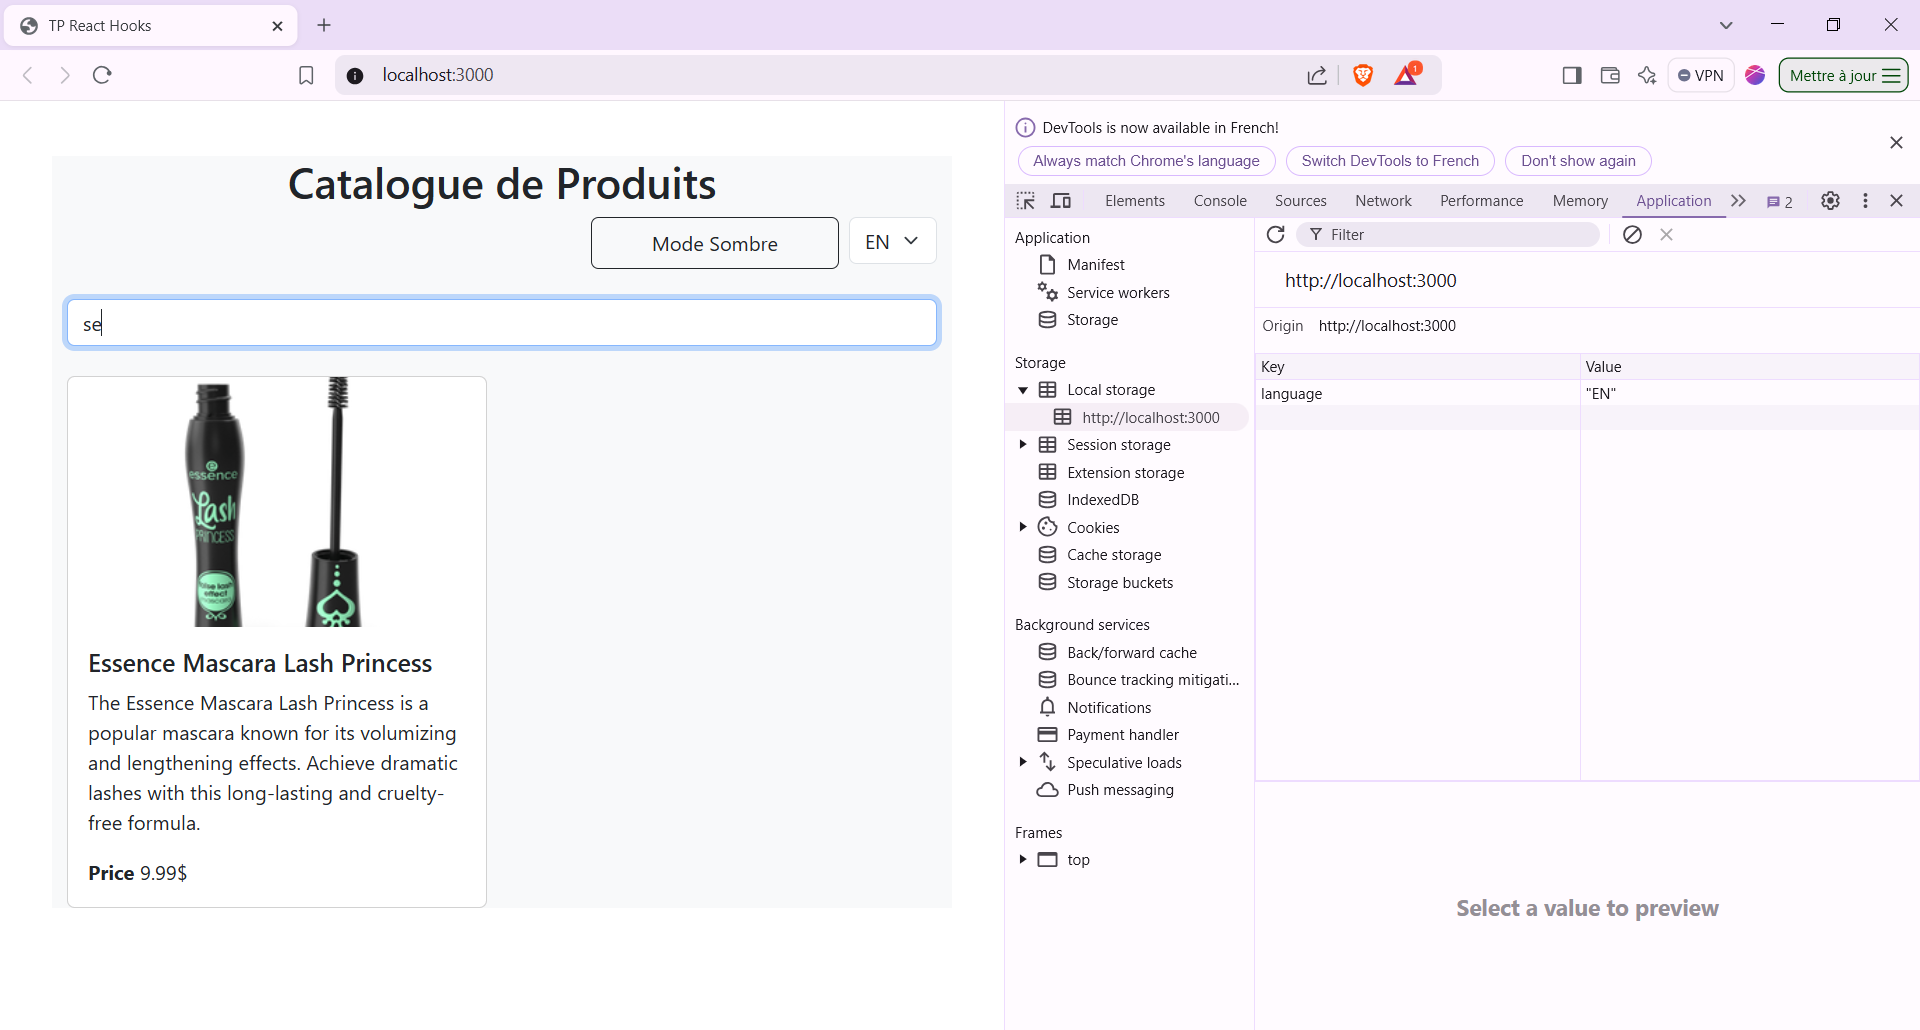 TP React Hooks
localhost:3000
1
VPN
Mettre à jour
Catalogue de Produits
Mode Sombre
EN
se
essence
Lash
PRINCESS
false lash
effect
mascara
Essence Mascara Lash Princess
The Essence Mascara Lash Princess is a
popular mascara known for its volumizing
and lengthening effects. Achieve dramatic
lashes with this long-lasting and cruelty-
free formula.
Price 9.99$
DevTools is now available in French!
Always match Chrome's language
Switch DevTools to French
Don't show again
Elements
Console
Sources
Network
Performance
Memory
Application
2
Application
Manifest
Service workers
Storage
Storage
Local storage
http://localhost:3000
Session storage
Extension storage
IndexedDB
Cookies
Cache storage
Storage buckets
Background services
Back/forward cache
Bounce tracking mitigati...
Notifications
Payment handler
Speculative loads
Push messaging
Frames
top
Filter
http://localhost:3000
Origin http://localhost:3000
Key Value
language "EN"
Select a value to preview